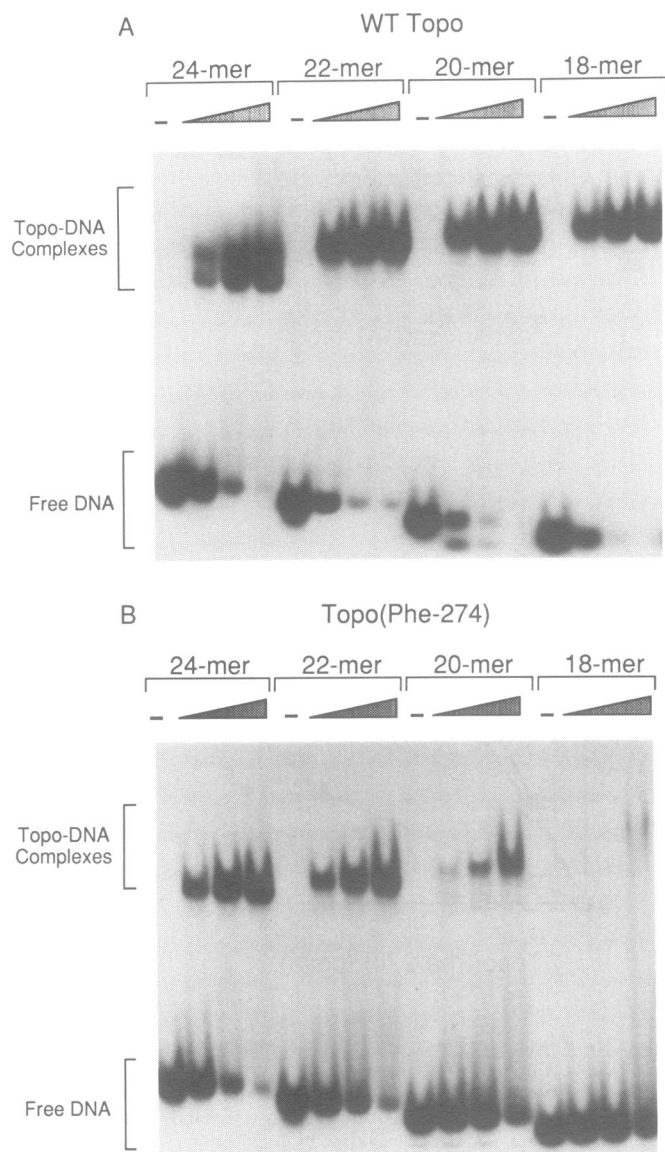 A WT Topo
24-mer 22-mer 20-mer 18-mer
– – – –
Topo-DNA
Complexes
Free DNA
B Topo(Phe-274)
24-mer 22-mer 20-mer 18-mer
– – – –
Topo-DNA
Complexes
Free DNA